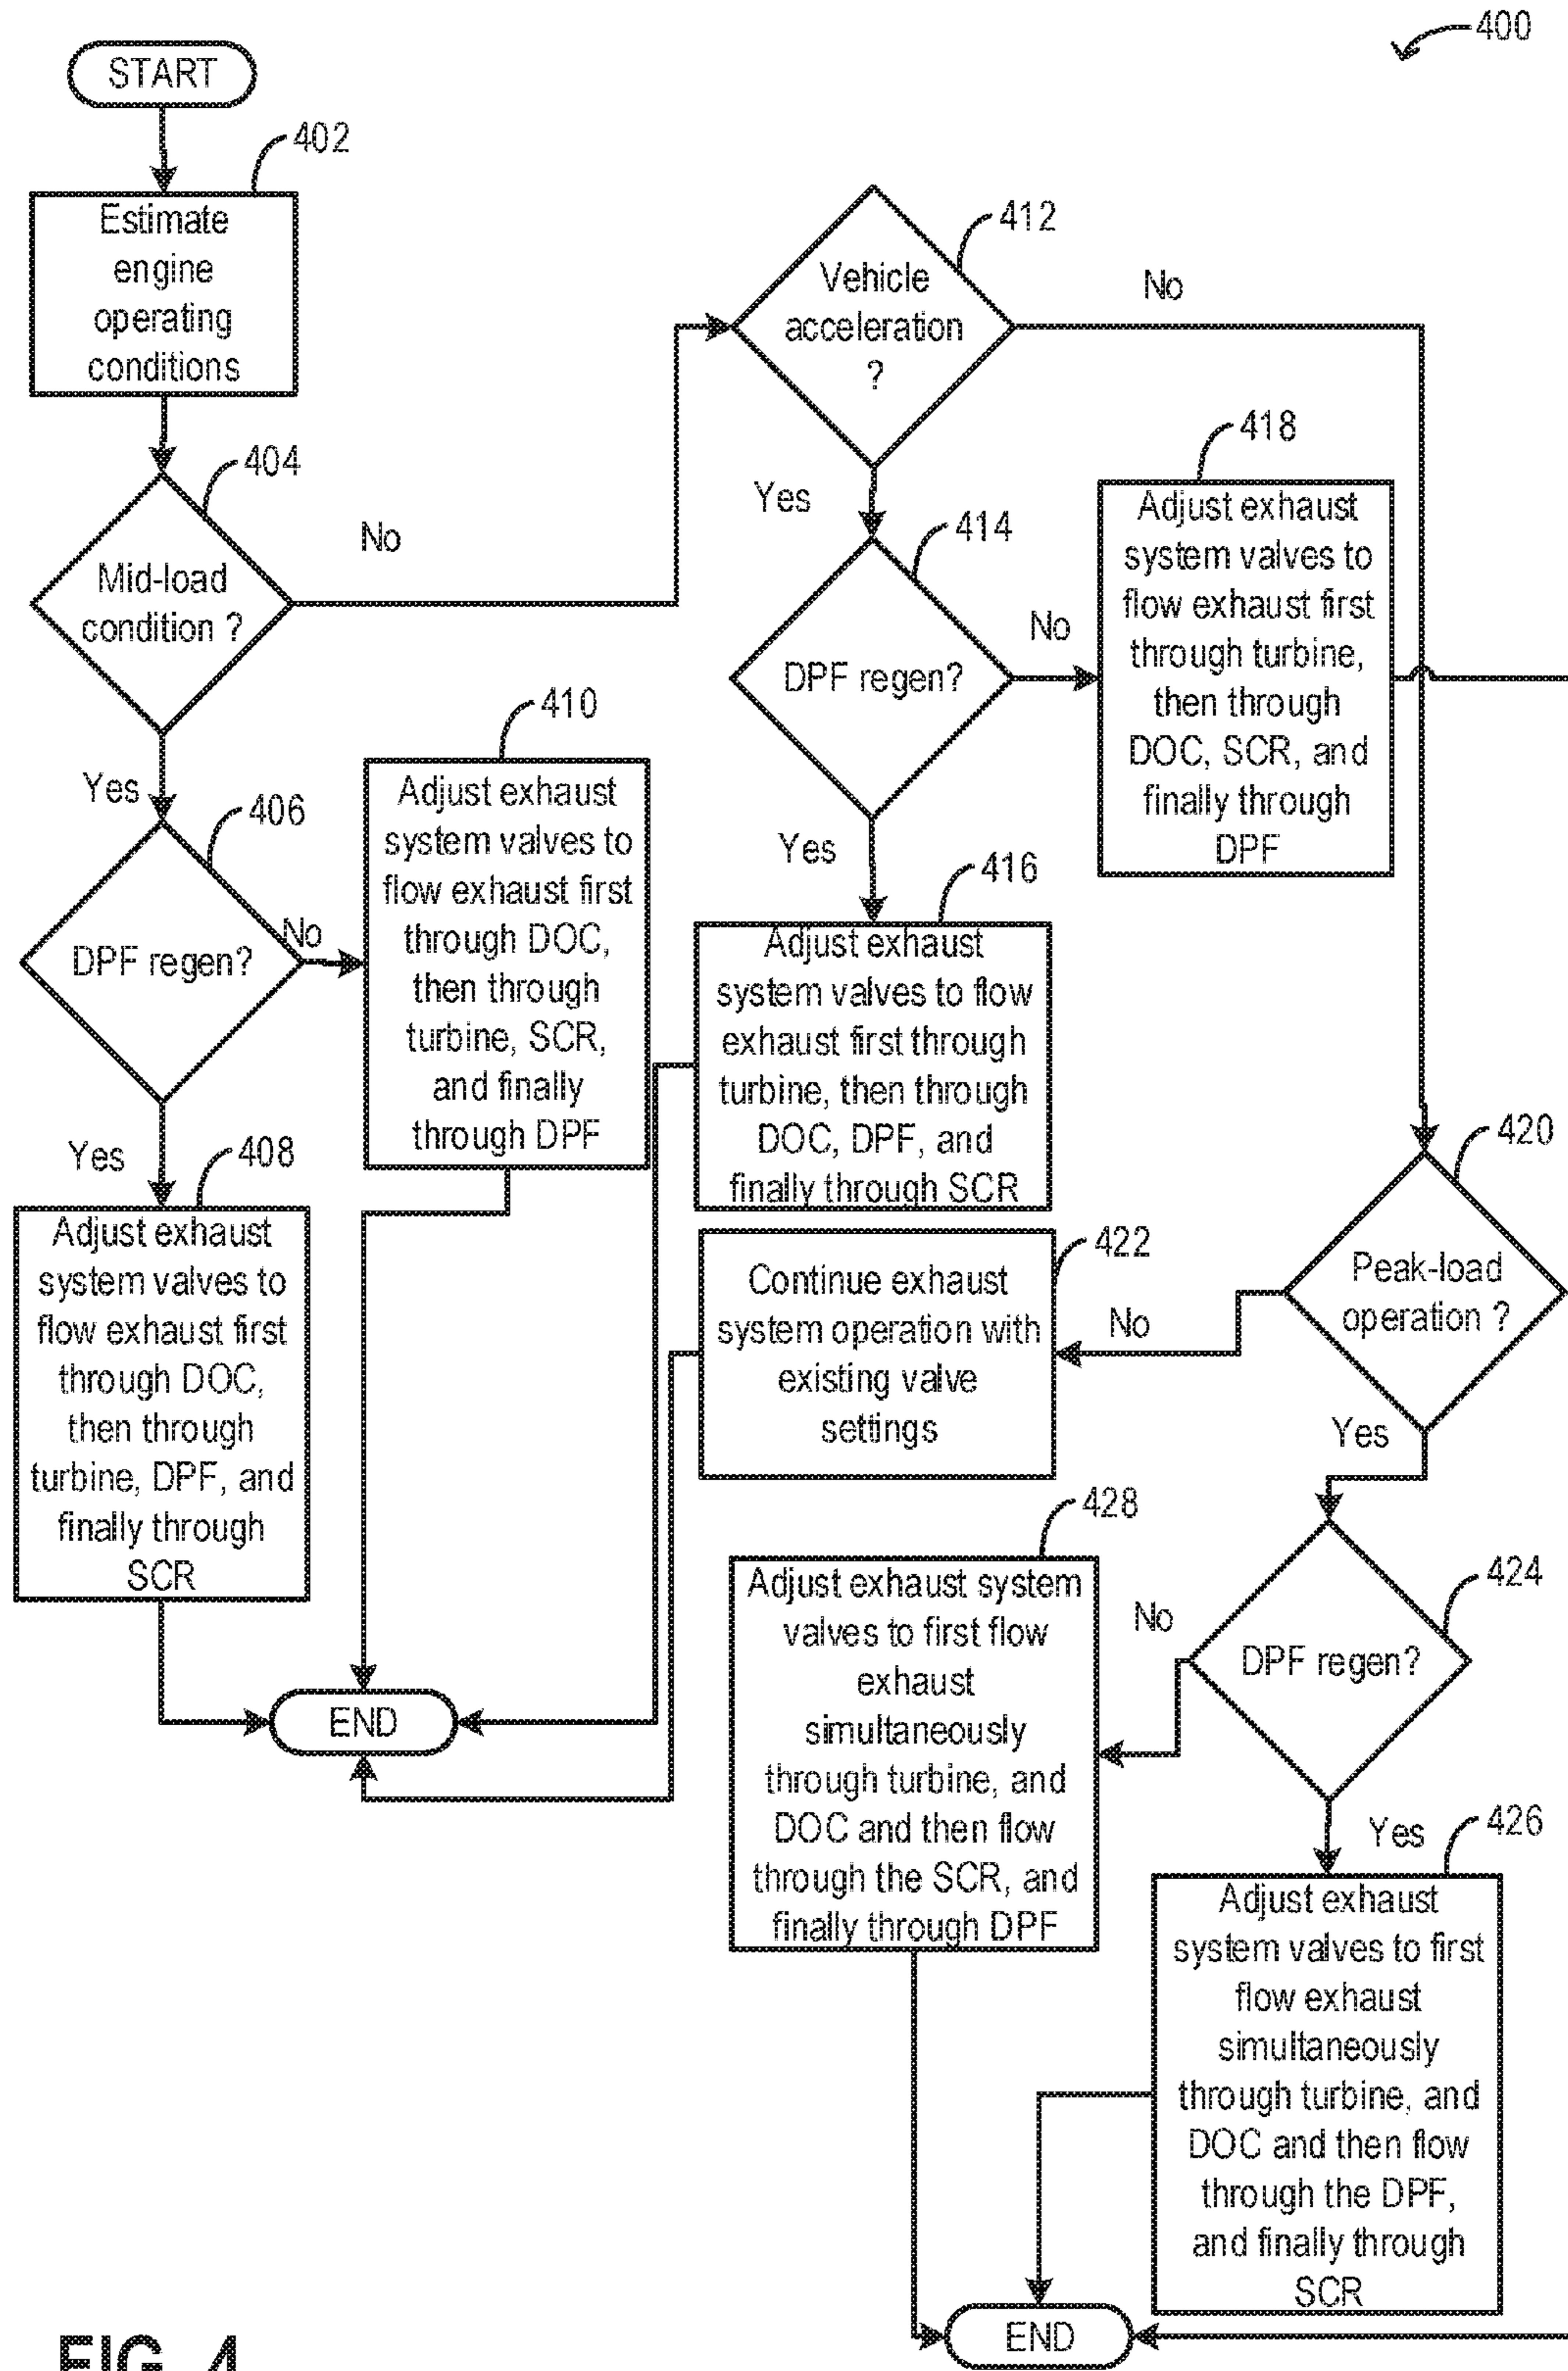 400
START
402
Estimate
engine
operating
conditions
404
Mid-load
condition ?
No
Yes
406
DPF regen?
No
Yes
408
Adjust exhaust
system valves to
flow exhaust first
through DOC,
then through
turbine, DPF, and
finally through
SCR
410
Adjust exhaust
system valves to
flow exhaust first
through DOC,
then through
turbine, SCR,
and finally
through DPF
END
412
Vehicle
acceleration
?
No
Yes
414
DPF regen?
No
Yes
416
Adjust exhaust
system valves to flow
exhaust first through
turbine, then through
DOC, DPF, and
finally through SCR
418
Adjust exhaust
system valves to
flow exhaust first
through turbine,
then through
DOC, SCR, and
finally through
DPF
420
Peak-load
operation ?
No
Yes
422
Continue exhaust
system operation with
existing valve
settings
424
DPF regen?
No
Yes
428
Adjust exhaust system
valves to first flow
exhaust
simultaneously
through turbine, and
DOC and then flow
through the SCR, and
finally through DPF
426
Adjust exhaust
system valves to first
flow exhaust
simultaneously
through turbine, and
DOC and then flow
through the DPF,
and finally through
SCR
END
FIG. 4